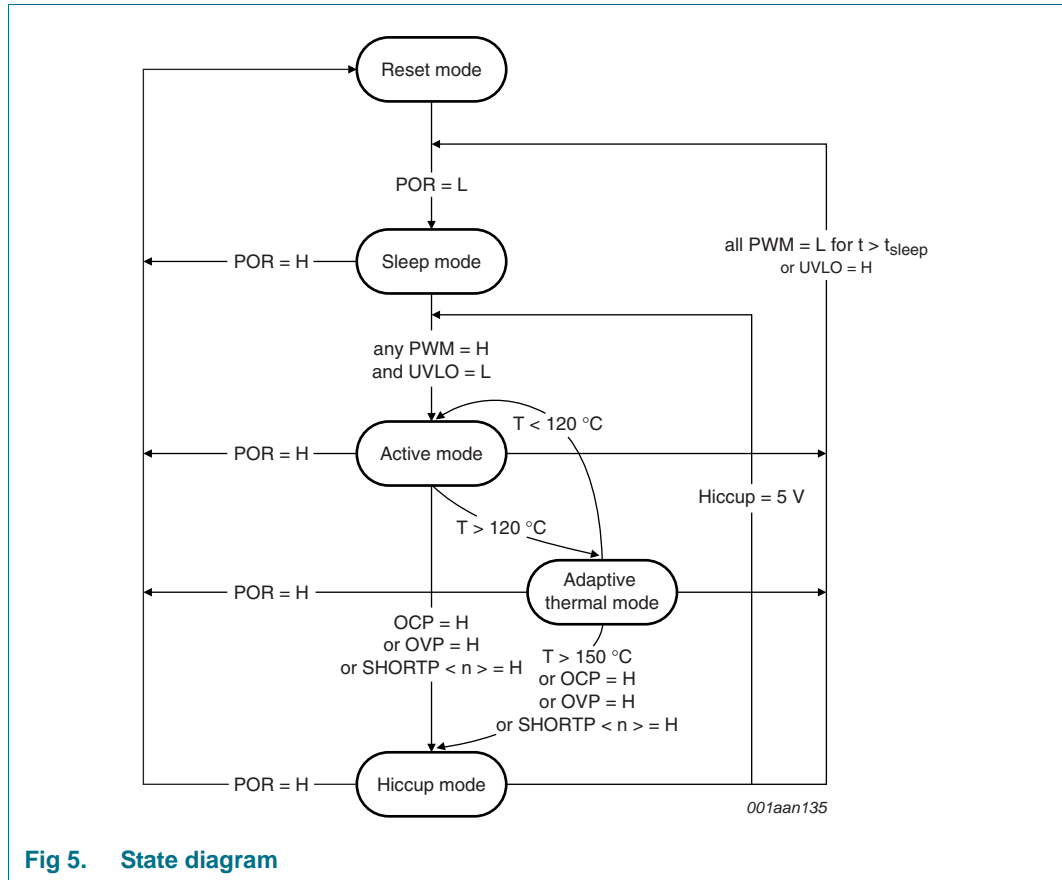 Reset mode
POR = L
all PWM = L for t > tsleep
or UVLO = H
POR = H
Sleep mode
any PWM = H
and UVLO = L
T < 120 °C
POR = H
Active mode
Hiccup = 5 V
T > 120 °C
POR = H
Adaptive
thermal mode
OCP = H
or OVP = H
or SHORTP < n > = H
T > 150 °C
or OCP = H
or OVP = H
or SHORTP < n > = H
POR = H
Hiccup mode
001aan135
Fig 5. State diagram